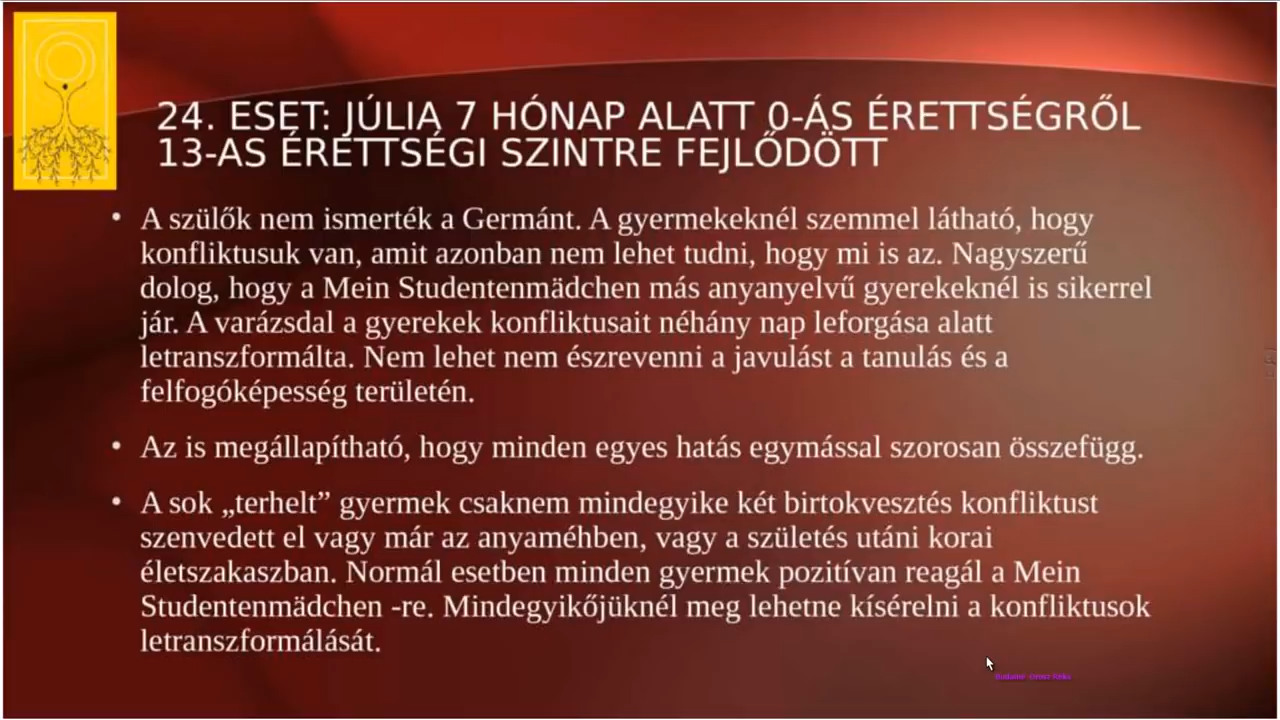 24. ESET: JÚLIA 7 HÓNAP ALATT 0-ÁS ÉRETTSÉGRŐL
13-AS ÉRETTSÉGI SZINTRE FEJLŐDÖTT
• A szülők nem ismerték a Germánt. A gyermekeknél szemmel látható, hogy
konfliktusuk van, amit azonban nem lehet tudni, hogy mi is az. Nagyszerű
dolog, hogy a Mein Studentenmädchen más anyanyelvű gyerekeknél is sikerrel
jár. A varázsdal a gyerekek konfliktusait néhány nap leforgása alatt
letranszformálta. Nem lehet nem észrevenni a javulást a tanulás és a
felfogóképesség területén.
• Az is megállapítható, hogy minden egyes hatás egymással szorosan összefügg.
• A sok „terhelt” gyermek csaknem mindegyike két birtokvesztés konfliktust
szenvedett el vagy már az anyaméhben, vagy a születés utáni korai
életszakaszban. Normál esetben minden gyermek pozitívan reagál a Mein
Studentenmädchen -re. Mindegyikőjüknél meg lehetne kísérelni a konfliktusok
letranszformálását.